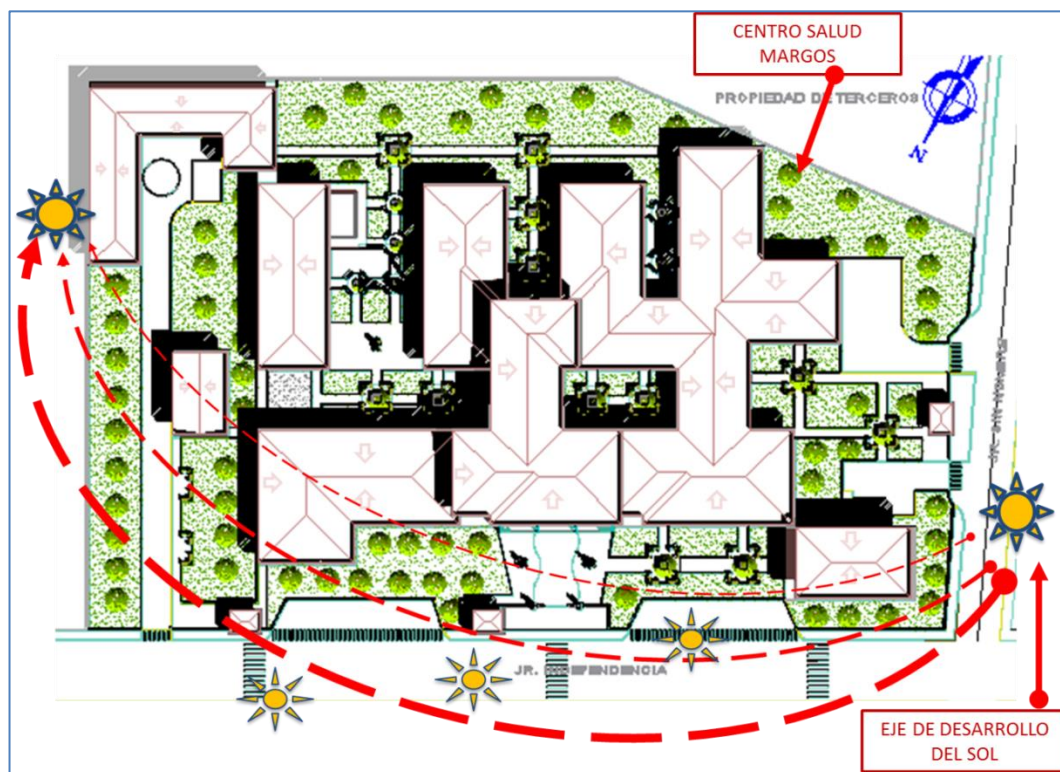 CENTRO SALUD
MARGOS
PROPIEDAD DE TERCEROS
N
JR. INDEPENDENCIA
EJE DE DESARROLLO
DEL SOL